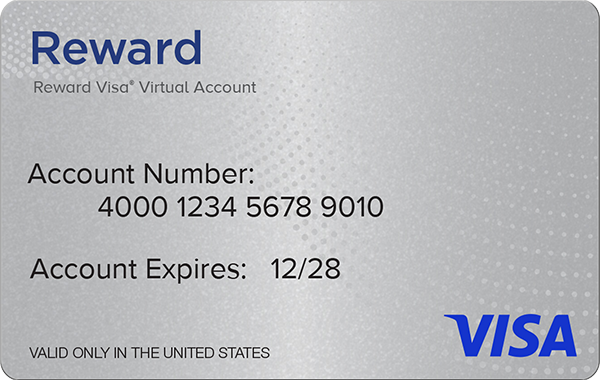 Reward
Reward Visa® Virtual Account
Account Number:
4000 1234 5678 9010
Account Expires: 12/28
VISA
VALID ONLY IN THE UNITED STATES